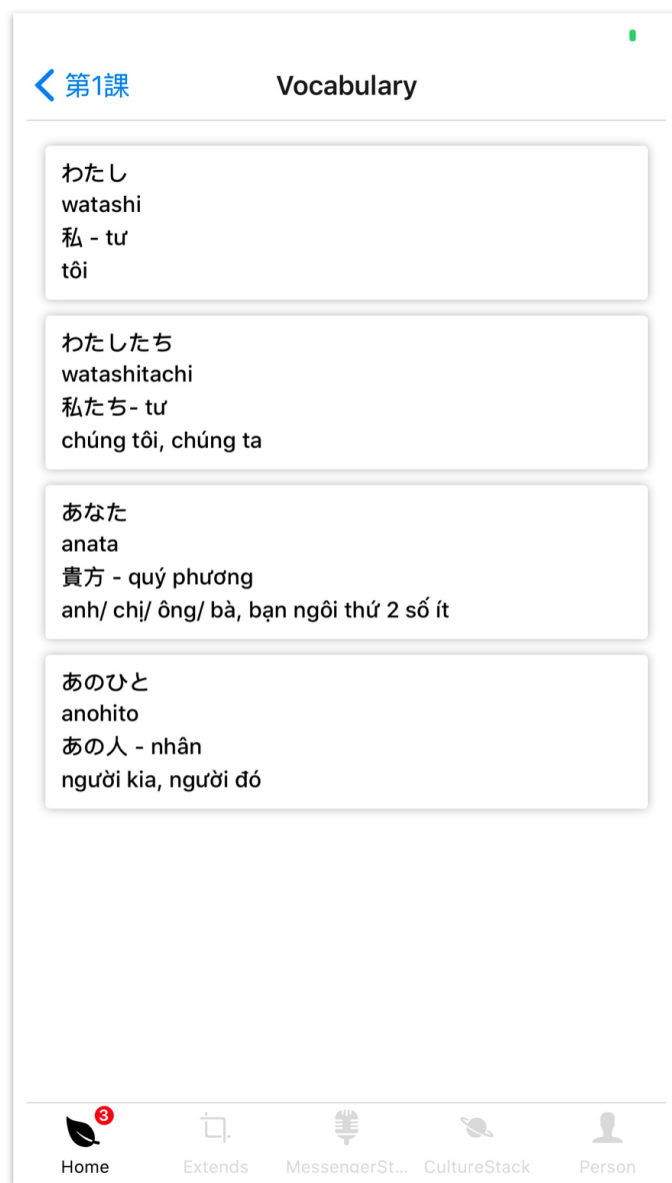 第1課
Vocabulary
わたし
watashi
私 - tư
tôi
わたしたち
watashitachi
私たち- tư
chúng tôi, chúng ta
あなた
anata
貴方 - quý phương
anh/ chị/ ông/ bà, bạn ngôi thứ 2 số ít
あのひと
anohito
あの人 - nhân
người kia, người đó
3
Home
Extends
MessengerSt...
CultureStack
Person